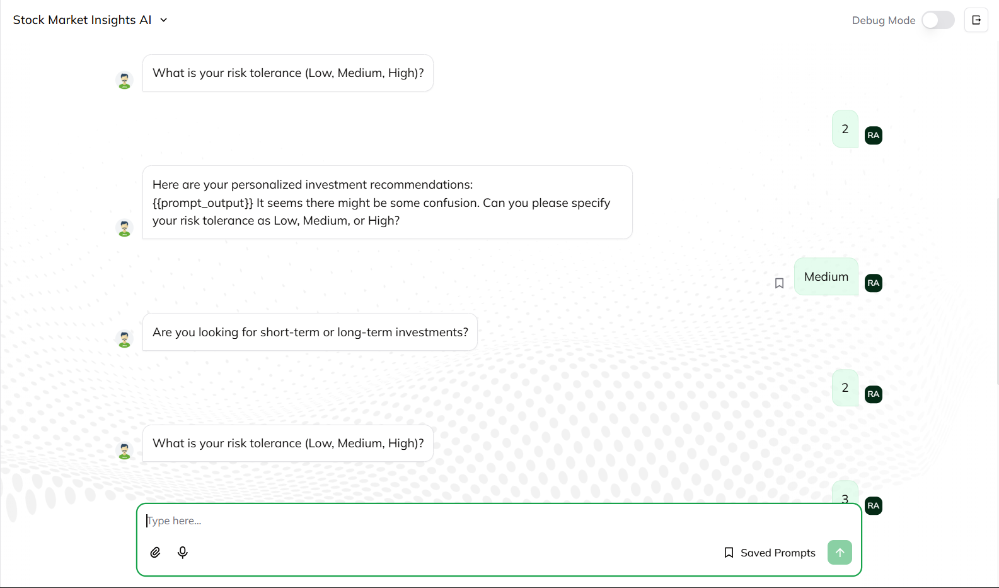 Stock Market Insights AI
Debug Mode
What is your risk tolerance (Low, Medium, High)?
2
RA
Here are your personalized investment recommendations:
{{prompt_output}} It seems there might be some confusion. Can you please specify
your risk tolerance as Low, Medium, or High?
Medium
RA
Are you looking for short-term or long-term investments?
2
RA
What is your risk tolerance (Low, Medium, High)?
3
RA
Type here...
Saved Prompts